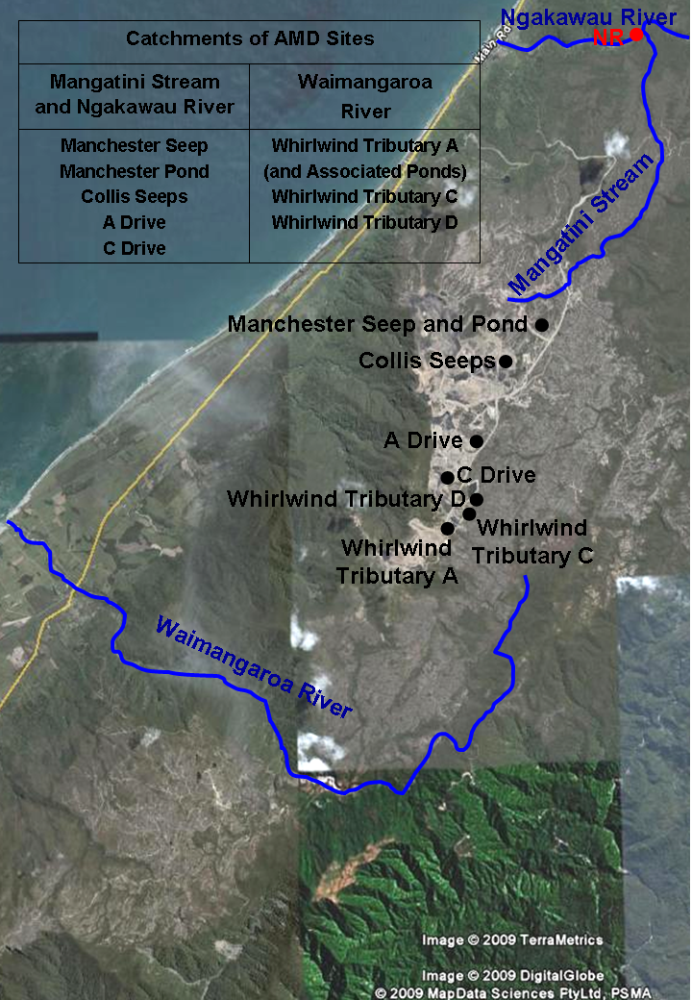 Ngakawau River
NR
Main Rd
Catchments of AMD Sites
Mangatini Stream
and Ngakawau River
Waimangaroa
River
Manchester Seep
Manchester Pond
Collis Seeps
A Drive
C Drive
Whirlwind Tributary A
(and Associated Ponds)
Whirlwind Tributary C
Whirlwind Tributary D
Mangatini Stream
Manchester Seep and Pond
Collis Seeps
A Drive
C Drive
Whirlwind Tributary D
Whirlwind
Tributary C
Whirlwind
Tributary A
Waimangaroa River
Image © 2009 TerraMetrics
Image © 2009 DigitalGlobe
© 2009 MapData Sciences PtyLtd, PSMA